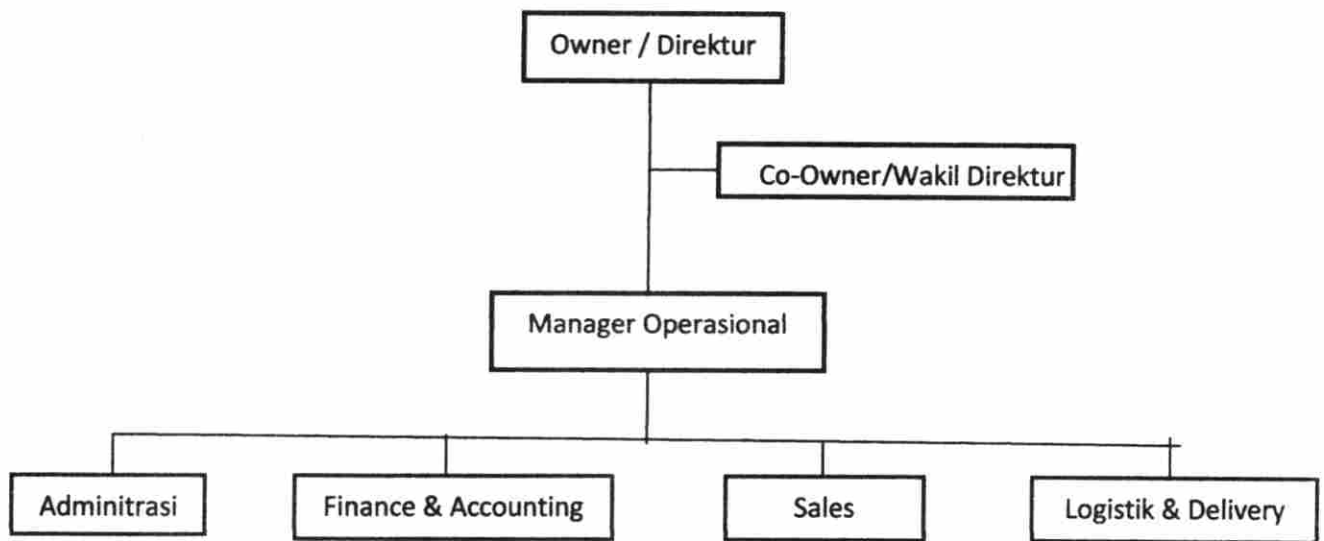 Owner / Direktur
Co-Owner/Wakil Direktur
Manager Operasional
Adminitrasi
Finance & Accounting
Sales
Logistik & Delivery